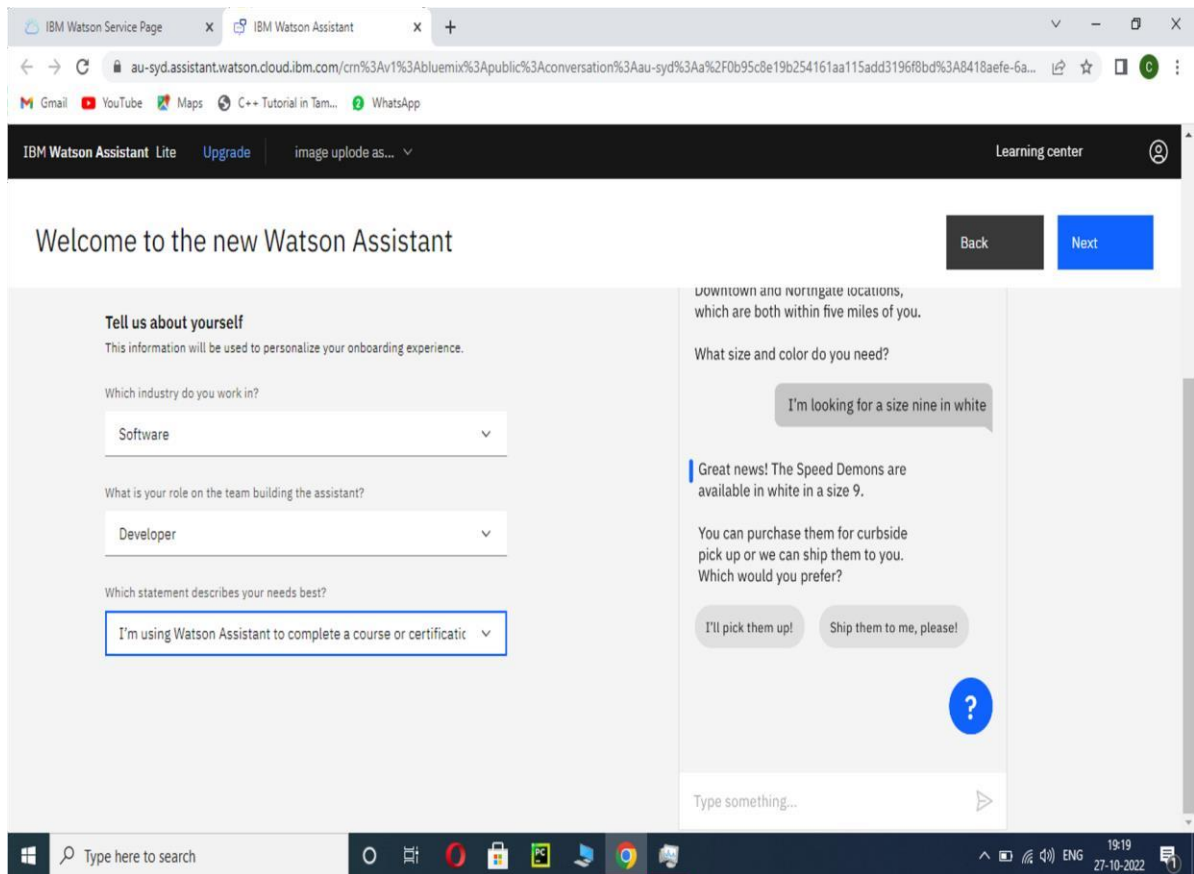 IBM Watson Service Page
IBM Watson Assistant
au-syd.assistant.watson.cloud.ibm.com/crn%3Av1%3Abluemix%3Apublic%3Aconversation%3Aau-syd%3Aa%2F0b95c8e19b254161aa115add3196f8bd%3A8418aefe-6a...
C
Gmail YouTube Maps C++ Tutorial in Tam... WhatsApp
IBM Watson Assistant Lite Upgrade image uplode as... Learning center
Welcome to the new Watson Assistant
Back Next
Tell us about yourself
This information will be used to personalize your onboarding experience.
Which industry do you work in?
Software
What is your role on the team building the assistant?
Developer
Which statement describes your needs best?
I'm using Watson Assistant to complete a course or certificatic
Downtown and Northgate locations,
which are both within five miles of you.
What size and color do you need?
I'm looking for a size nine in white
Great news! The Speed Demons are
available in white in a size 9.
You can purchase them for curbside
pick up or we can ship them to you.
Which would you prefer?
I'll pick them up! Ship them to me, please!
?
Type something...
Type here to search
PC
ENG
19:19
27-10-2022
1